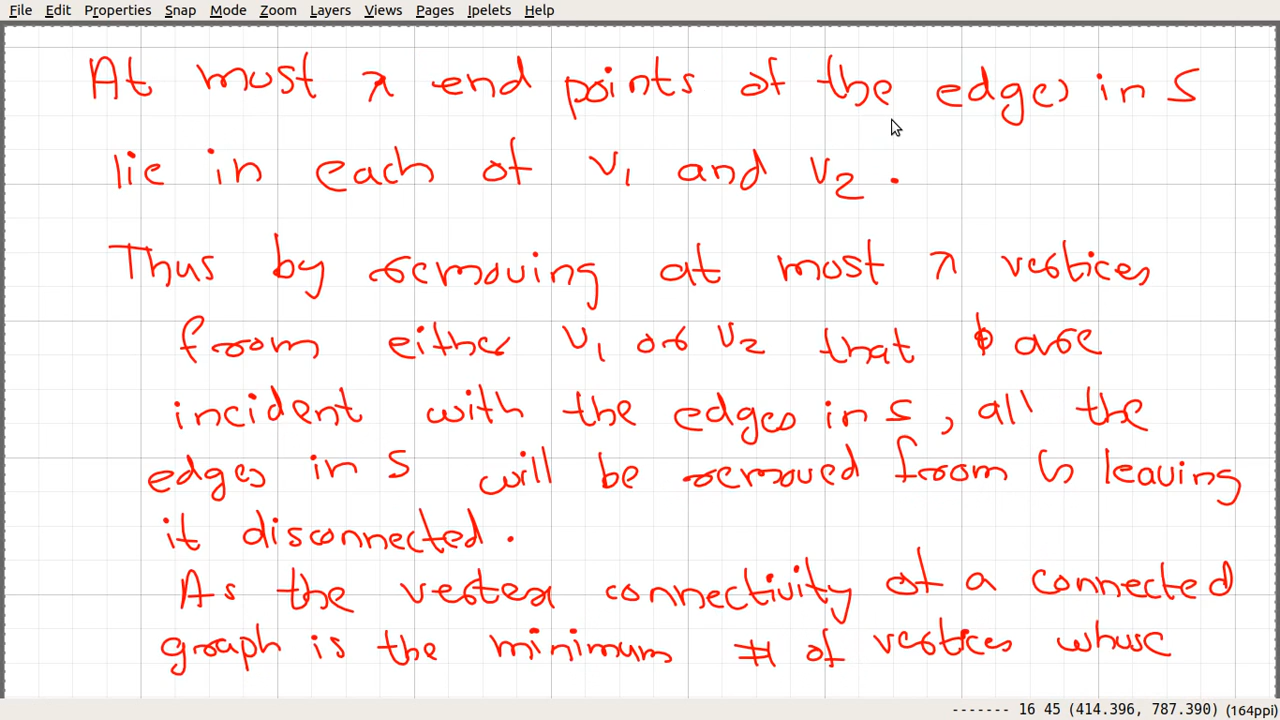 File Edit Properties Snap Mode Zoom Layers Views Pages Ipelets Help
At most λ end points of the edges in S
lie in each of V1 and V2.
Thus by removing at most λ vertices
from either V1 or V2 that are
incident with the edges in S, all the
edges in S will be removed from G leaving
it disconnected.
As the vertex connectivity of a connected
graph is the minimum # of vertices whose
------- 16 45 (414.396, 787.390) (164ppi)